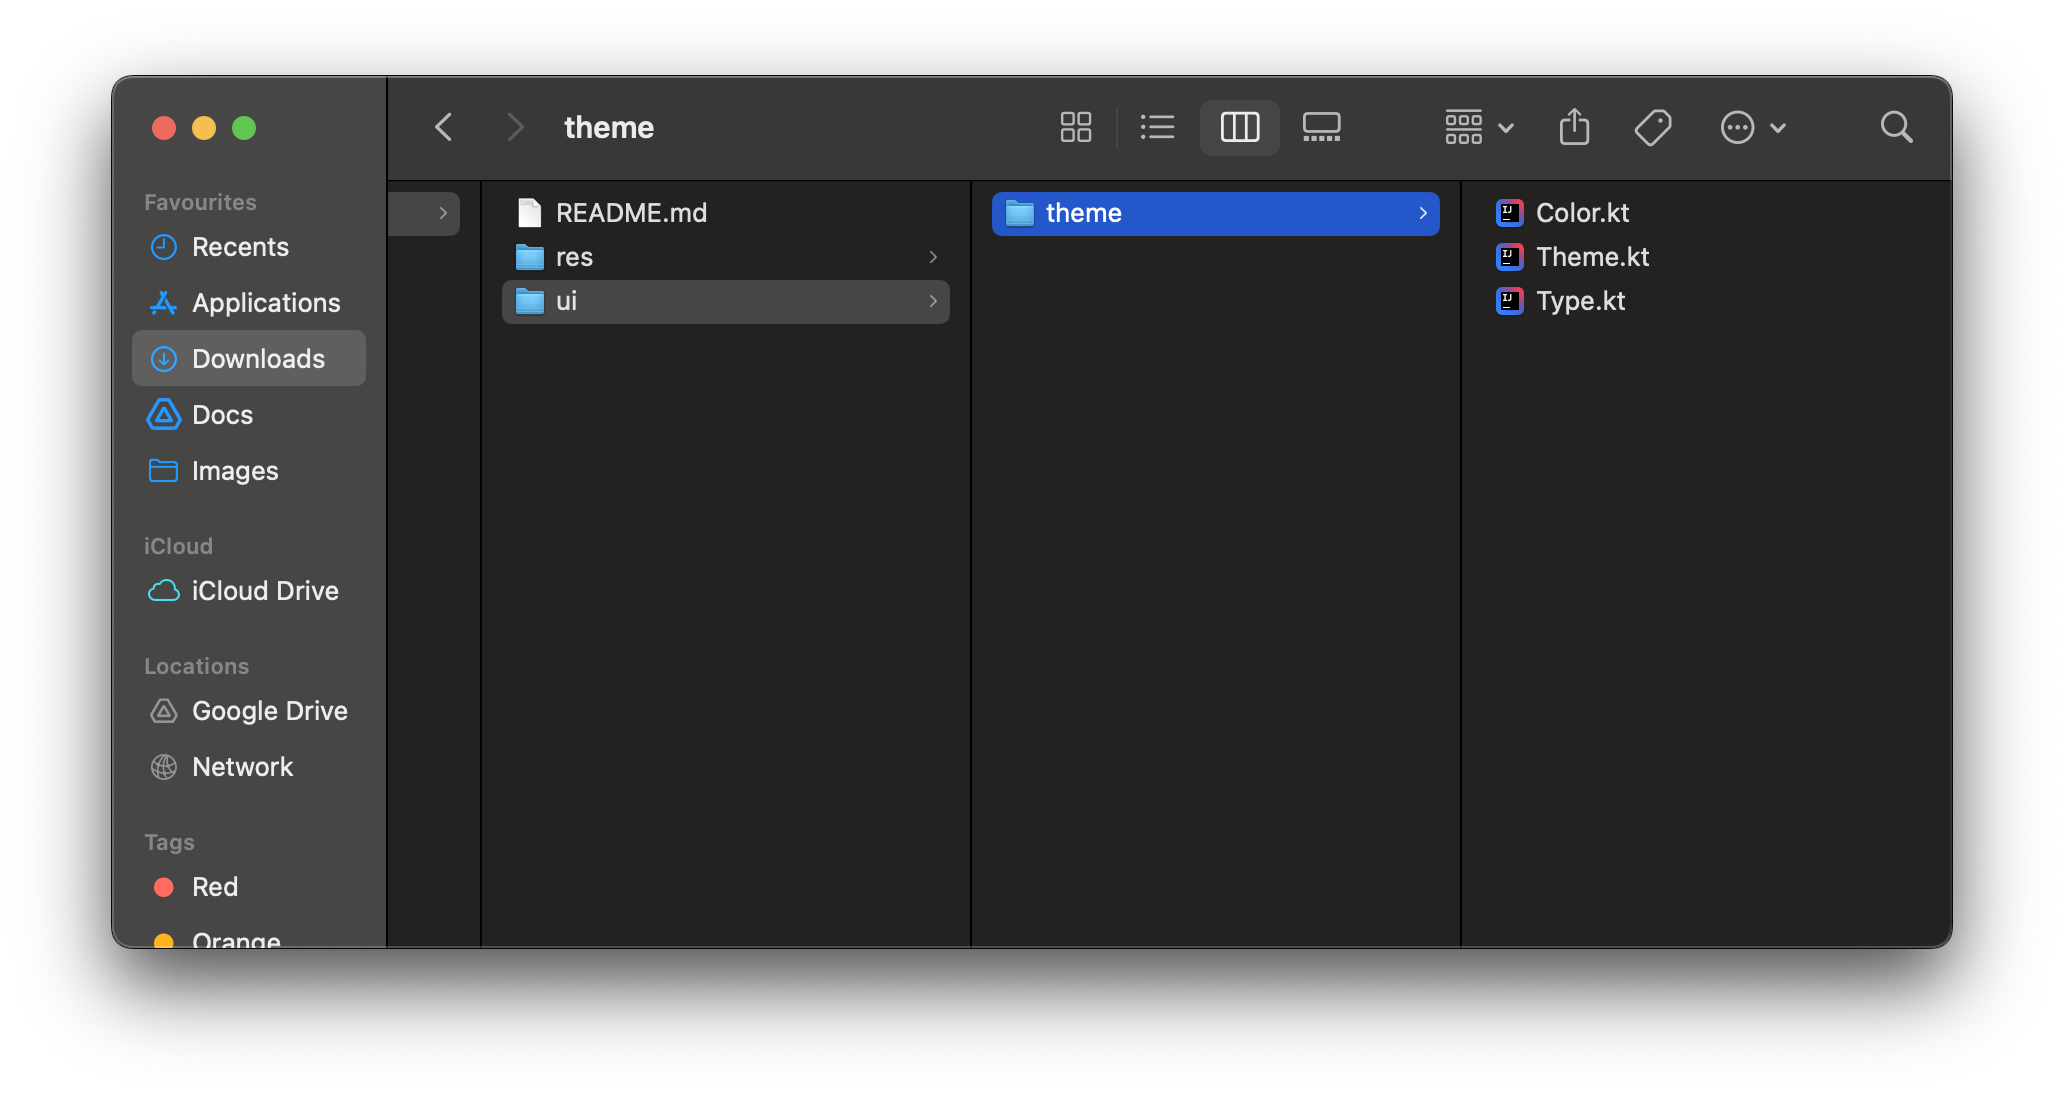 theme
Favourites
Recents
Applications
Downloads
Docs
Images
iCloud
iCloud Drive
Locations
Google Drive
Network
Tags
Red
Orange
README.md
res
ui
theme
Color.kt
Theme.kt
Type.kt